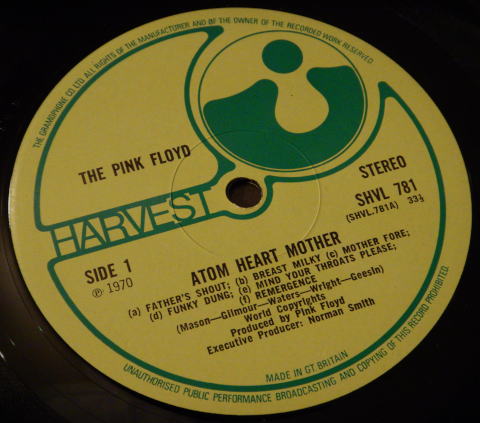 THE GRAMOPHONE CO. LTD. ALL RIGHTS OF THE MANUFACTURER AND OF THE OWNER OF THE RECORDED WORK RESERVED
THE PINK FLOYD
HARVEST
STEREO
SHVL 781
(SHVL.781A) 33⅓
SIDE 1
℗ 1970
ATOM HEART MOTHER
(a) FATHER'S SHOUT; (b) BREAST MILKY (c) MOTHER FORE;
(d) FUNKY DUNG; (e) MIND YOUR THROATS PLEASE;
(f) REMERGENCE
(Mason—Gilmour—Waters—Wright—Geesin)
World Copyrights
Produced by Pink Floyd
Executive Producer: Norman Smith
MADE IN GT. BRITAIN
UNAUTHORISED PUBLIC PERFORMANCE BROADCASTING AND COPYING OF THIS RECORD PROHIBITED.